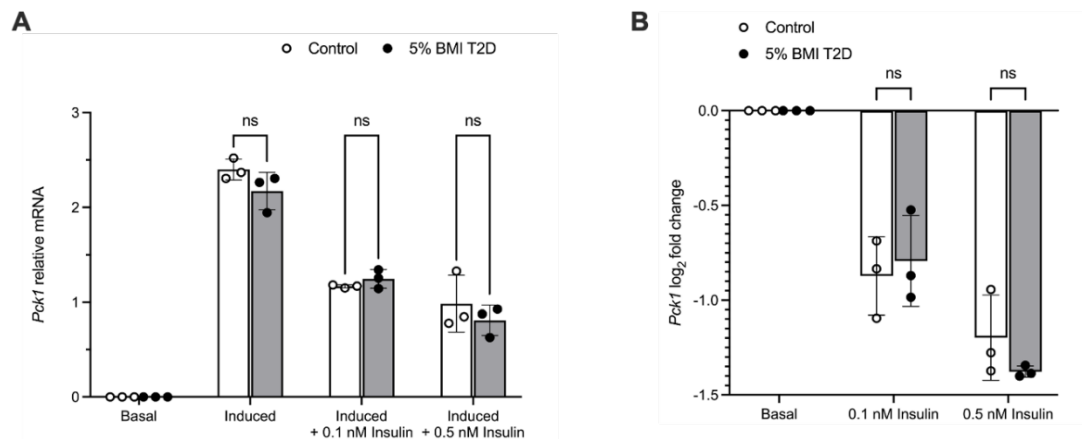 A
Control 5% BMI T2D
Pck1 relative mRNA
3
2
1
0
ns
ns
ns
Basal
Induced
Induced
+ 0.1 nM Insulin
Induced
+ 0.5 nM Insulin
B
Control
5% BMI T2D
ns
ns
Pck1 log2 fold change
0.0
-0.5
-1.0
-1.5
Basal
0.1 nM Insulin
0.5 nM Insulin